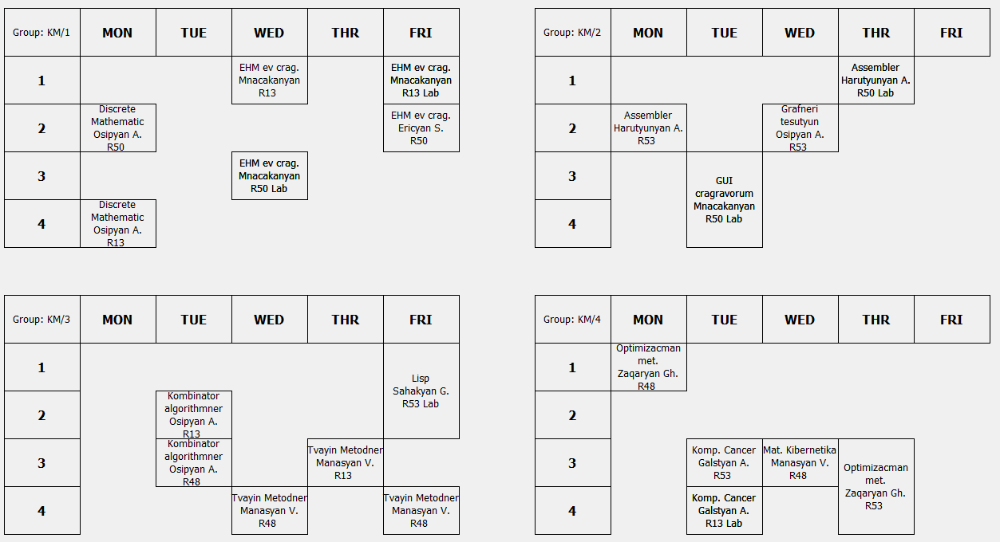 Group: KM/1
MON
TUE
WED
THR
FRI
1
EHM ev crag.
Mnacakanyan
R13
EHM ev crag.
Mnacakanyan
R13 Lab
2
Discrete
Mathematic
Osipyan A.
R50
EHM ev crag.
Ericyan S.
R50
3
EHM ev crag.
Mnacakanyan
R50 Lab
4
Discrete
Mathematic
Osipyan A.
R13
Group: KM/2
MON
TUE
WED
THR
FRI
1
Assembler
Harutyunyan A.
R50 Lab
2
Assembler
Harutyunyan A.
R53
Grafneri
tesutyun
Osipyan A.
R53
3
GUI
cragravorum
Mnacakanyan
R50 Lab
4
Group: KM/3
MON
TUE
WED
THR
FRI
1
Lisp
Sahakyan G.
R53 Lab
2
Kombinator
algorithmner
Osipyan A.
R13
3
Kombinator
algorithmner
Osipyan A.
R48
Tvayin Metodner
Manasyan V.
R13
4
Tvayin Metodner
Manasyan V.
R48
Tvayin Metodner
Manasyan V.
R48
Group: KM/4
MON
TUE
WED
THR
FRI
1
Optimizacman
met.
Zaqaryan Gh.
R48
2
3
Komp. Cancer
Galstyan A.
R53
Mat. Kibernetika
Manasyan V.
R48
Optimizacman
met.
Zaqaryan Gh.
R53
4
Komp. Cancer
Galstyan A.
R13 Lab